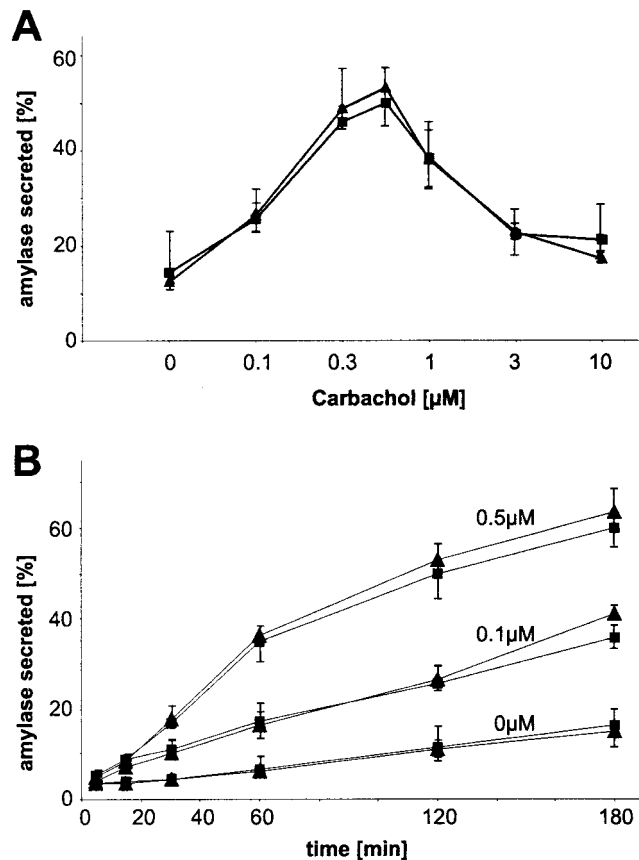 A
amylase secreted [%]
60
40
20
0
0 0.1 0.3 1 3 10
Carbachol [µM]
B
amylase secreted [%]
60
40
20
0
0.5µM
0.1µM
0µM
0 20 40 60 120 180
time [min]